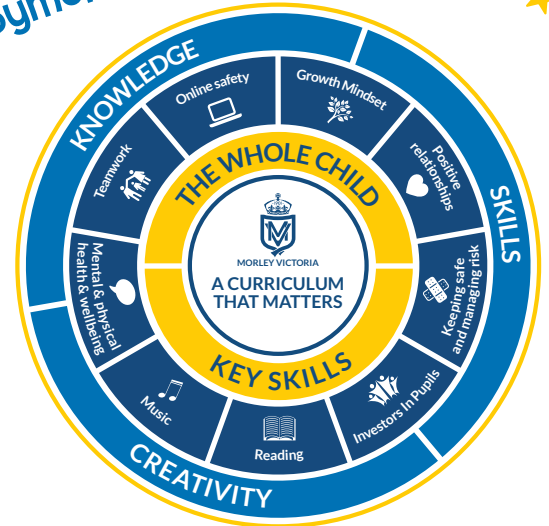 KNOWLEDGE
SKILLS
CREATIVITY
Online safety
Growth Mindset
Positive
relationships
Keeping safe
and managing risk
Investors In Pupils
Reading
Music
Mental & physical
health & wellbeing
Teamwork
THE WHOLE CHILD
MORLEY VICTORIA
A CURRICULUM
THAT MATTERS
KEY SKILLS